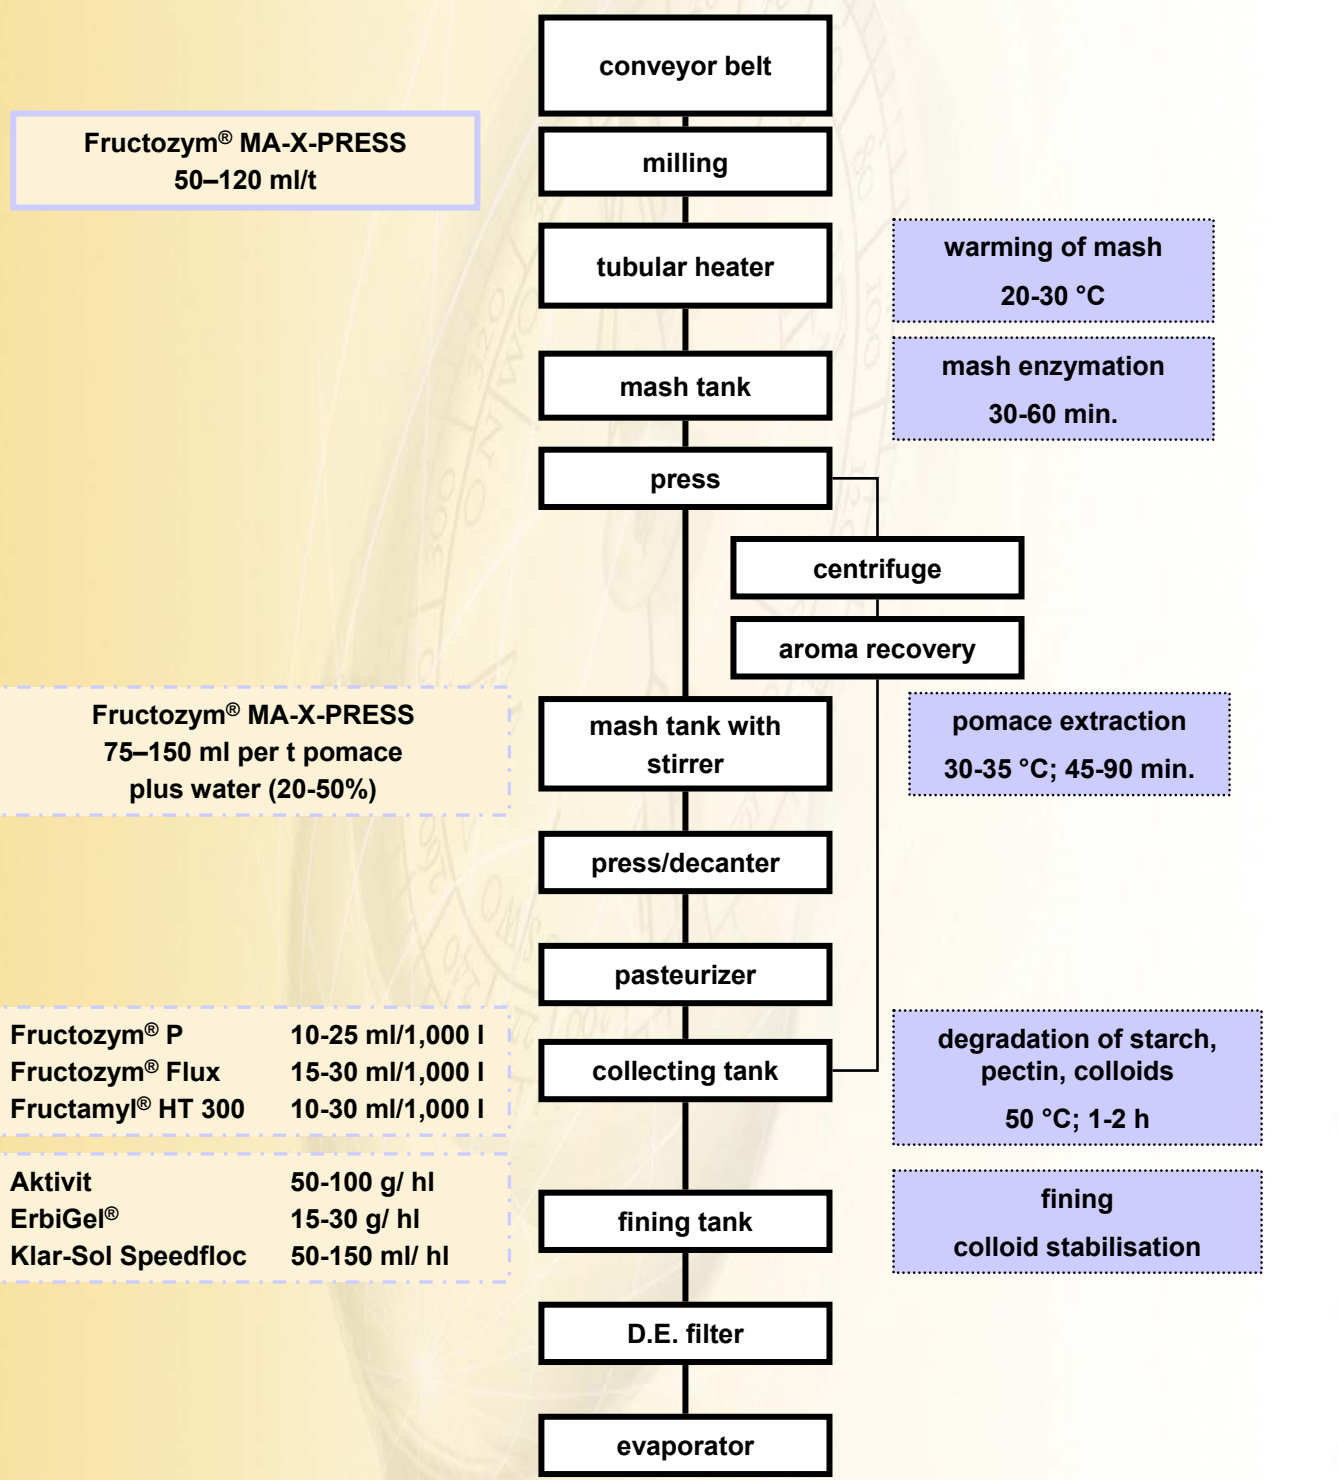 conveyor belt
Fructozym® MA-X-PRESS
50–120 ml/t
milling
tubular heater
warming of mash
20-30 °C
mash tank
mash enzymation
30-60 min.
press
centrifuge
aroma recovery
Fructozym® MA-X-PRESS
75–150 ml per t pomace
plus water (20-50%)
mash tank with
stirrer
pomace extraction
30-35 °C; 45-90 min.
press/decanter
pasteurizer
Fructozym® P 10-25 ml/1,000 l
Fructozym® Flux 15-30 ml/1,000 l
Fructamyl® HT 300 10-30 ml/1,000 l
collecting tank
degradation of starch,
pectin, colloids
50 °C; 1-2 h
Aktivit 50-100 g/ hl
ErbiGel® 15-30 g/ hl
Klar-Sol Speedfloc 50-150 ml/ hl
fining tank
fining
colloid stabilisation
D.E. filter
evaporator